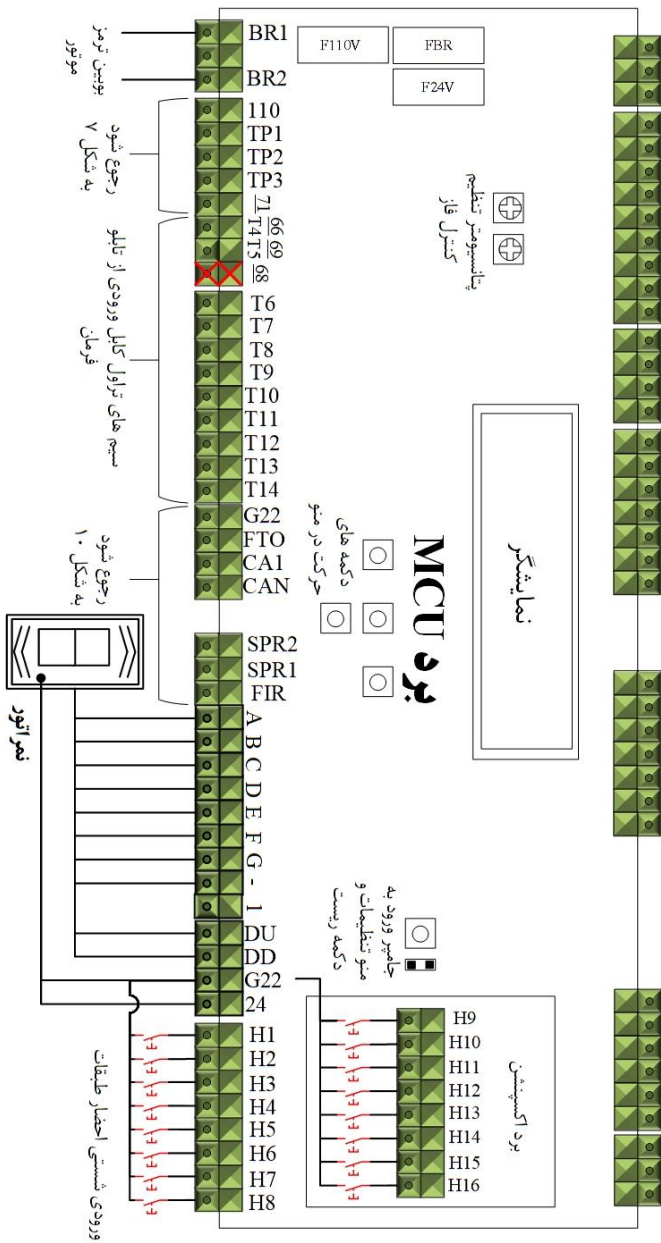 BR1
BR2
بوبین ترمز
موتور
F110V
FBR
F24V
110
TP1
TP2
TP3
رجوع شود
به شکل ۷
71
66
T4
69
T5
68
پتانسیومتر تنظیم
کنترل فاز
T6
T7
T8
T9
T10
T11
T12
T13
T14
سیم های تراول کابل ورودی از تابلو
فرمان
G22
FTO
CA1
CAN
SPR2
SPR1
FIR
رجوع شود
به شکل ۱۰
نمایشگر
برد MCU
دکمه های
حرکت در منو
نمراتور
A
B
C
D
E
F
G
-
1
DU
DD
G22
24
جامپر ورود به
منو تنظیمات و
دکمه ریست
H1
H2
H3
H4
H5
H6
H7
H8
ورودی شستی احضار طبقات
H9
H10
H11
H12
H13
H14
H15
H16
برد اکسپنشن